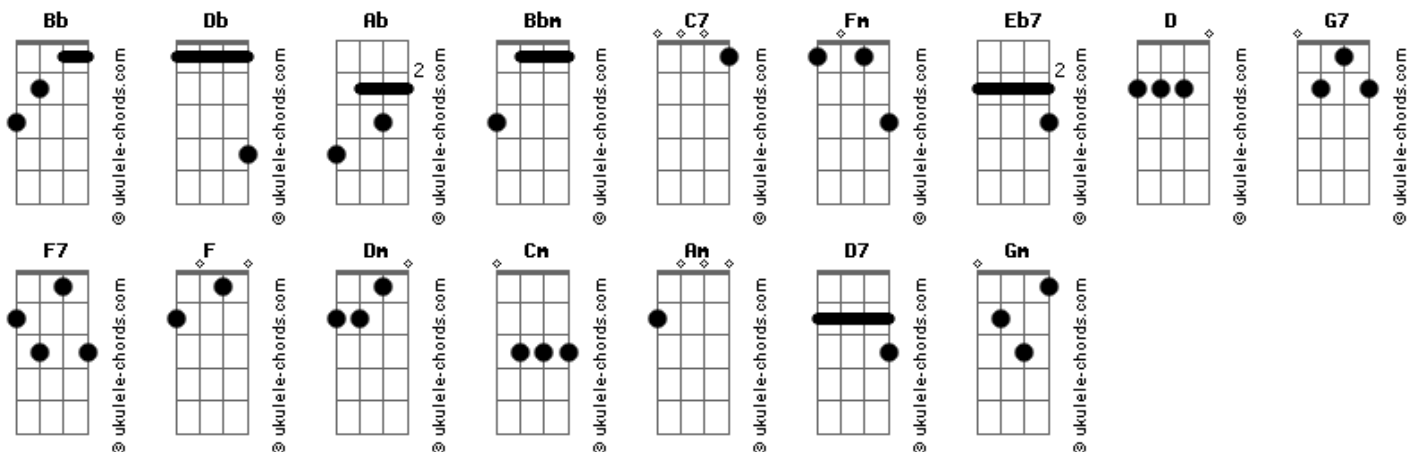 Bb Db Ab Bbm C7 Fm Eb7 D G7
2 2
© ukulele-chords.com © ukulele-chords.com © ukulele-chords.com © ukulele-chords.com © ukulele-chords.com © ukulele-chords.com © ukulele-chords.com © ukulele-chords.com © ukulele-chords.com
F7 F Dm Cm Am D7 Gm
© ukulele-chords.com © ukulele-chords.com © ukulele-chords.com © ukulele-chords.com © ukulele-chords.com © ukulele-chords.com © ukulele-chords.com